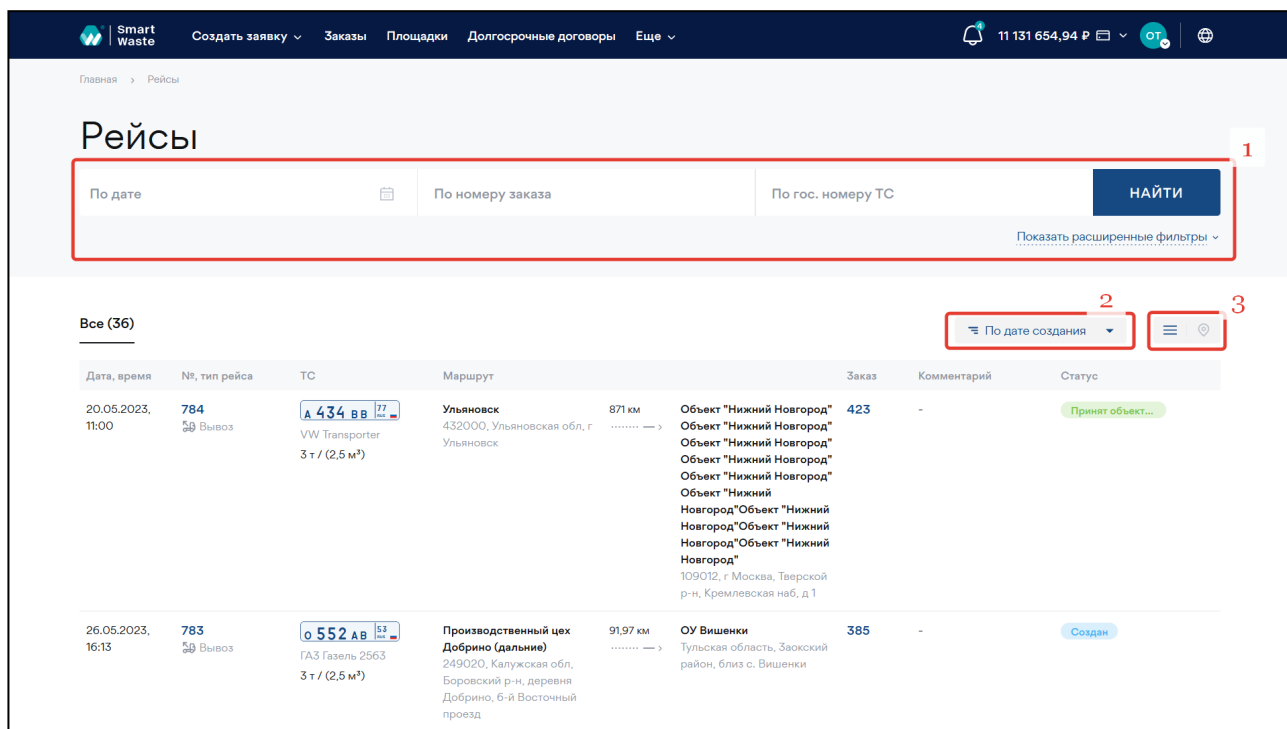 Smart
Waste
Создать заявку Заказы Площадки Долгосрочные договоры Еще
4
11 131 654,94 ₽
ОТ
Главная > Рейсы
Рейсы
1
По дате По номеру заказа По гос. номеру ТС НАЙТИ
Показать расширенные фильтры
2
3
Все (36) По дате создания
Дата, время №, тип рейса ТС Маршрут Заказ Комментарий Статус
20.05.2023, 784 А 434 ВВ 77 RUS Ульяновск 871 км Объект "Нижний Новгород" 423 - Принят объект...
11:00 Вывоз 432000, Ульяновская обл, г Объект "Нижний Новгород"
VW Transporter Ульяновск Объект "Нижний Новгород"
3 т / (2,5 м³) Объект "Нижний Новгород"
Объект "Нижний Новгород"
Объект "Нижний
Новгород"Объект "Нижний
Новгород"Объект "Нижний
Новгород"Объект "Нижний
Новгород"
109012, г Москва, Тверской
р-н, Кремлевская наб, д 1
26.05.2023, 783 О 552 АВ 53 RUS Производственный цех 91,97 км ОУ Вишенки 385 - Создан
16:13 Вывоз Добрино (дальние) Тульская область, Заокский
ГАЗ Газель 2563 249020, Калужская обл, район, близ с. Вишенки
3 т / (2,5 м³) Боровский р-н, деревня
Добрино, 6-й Восточный
проезд